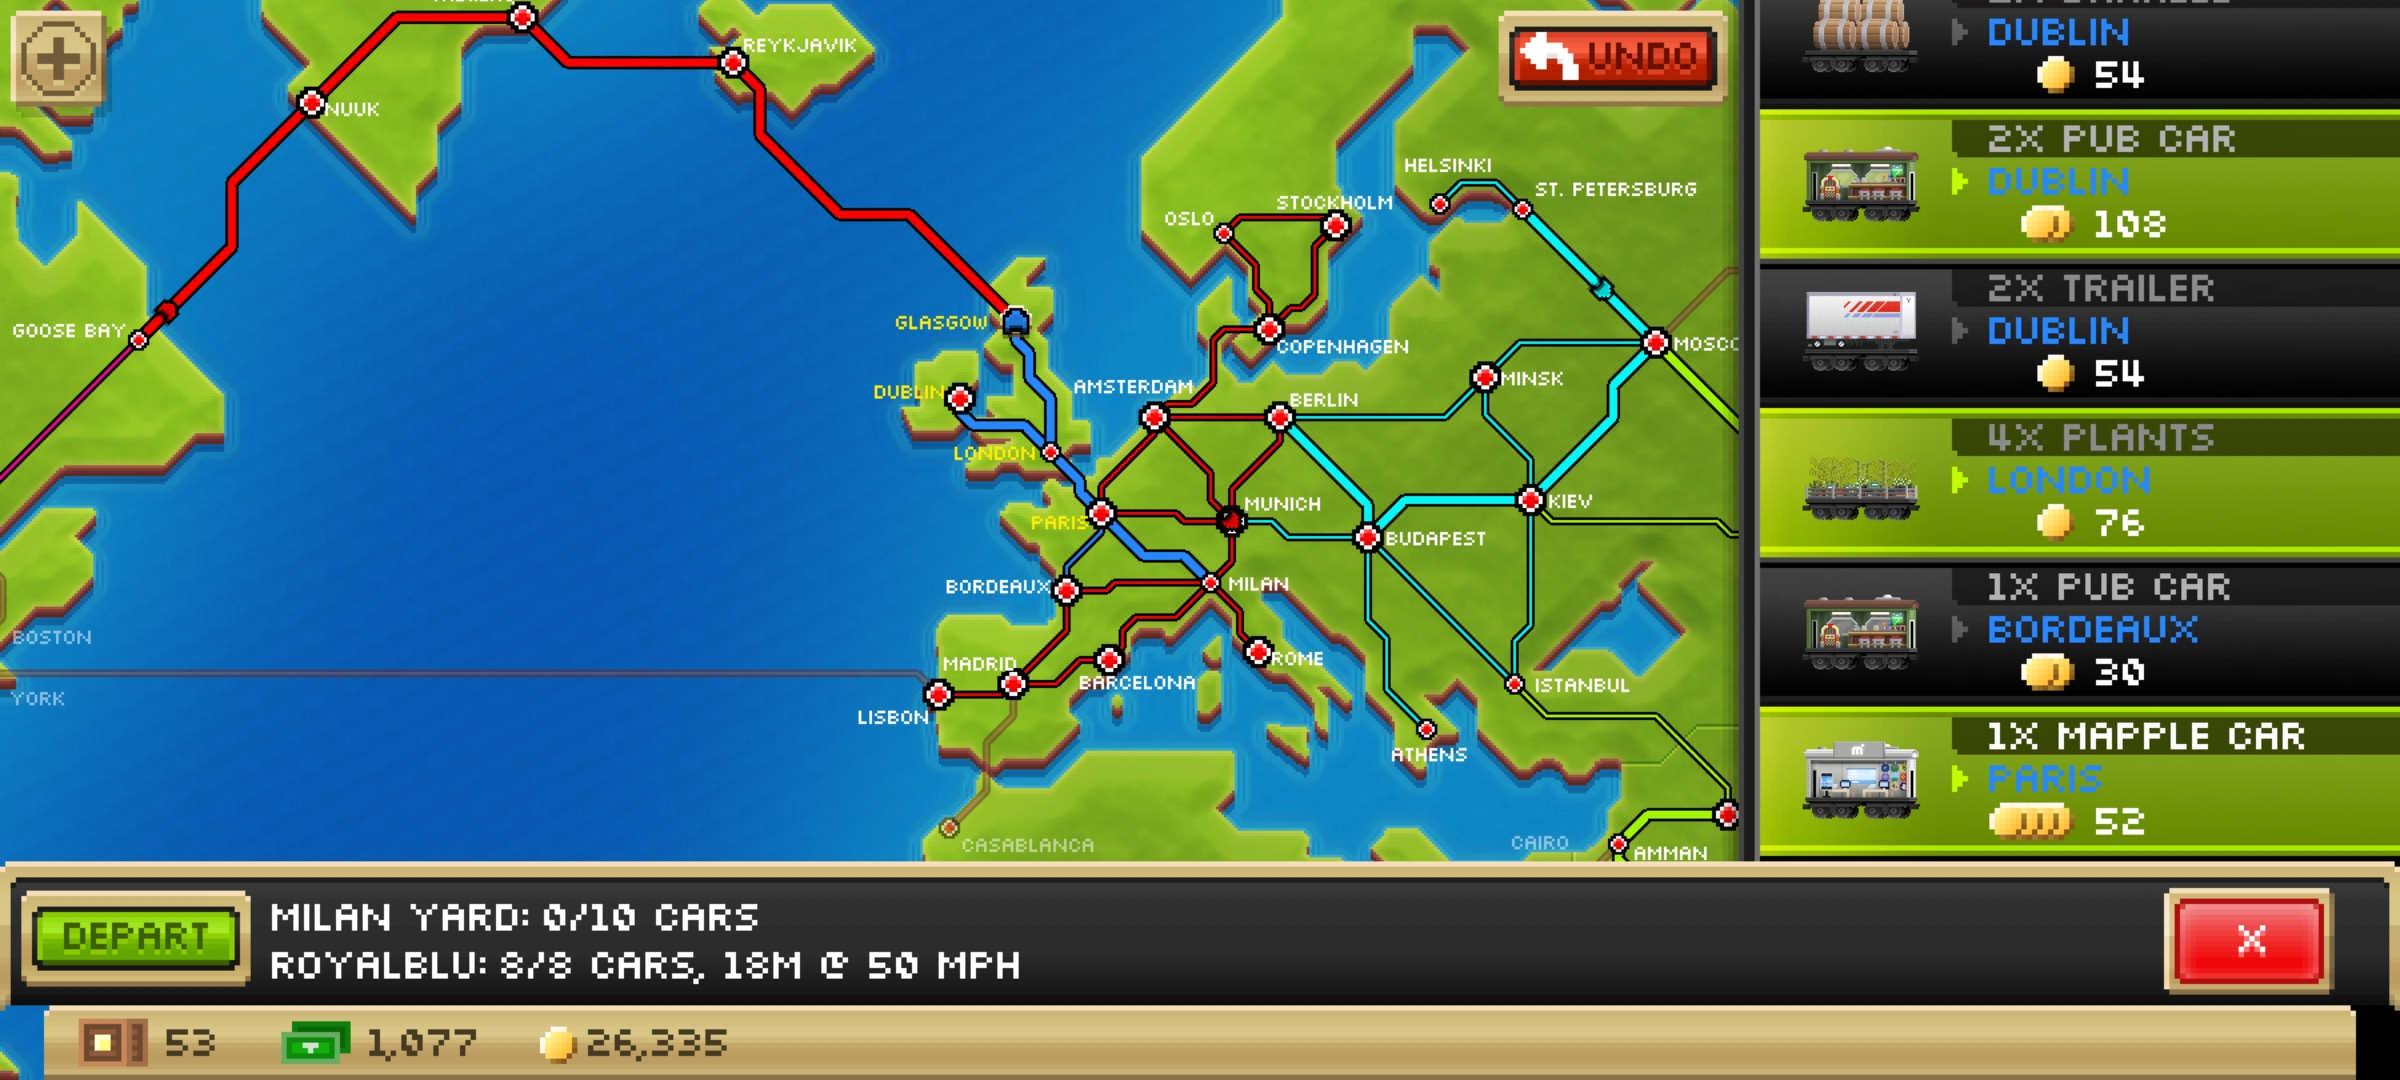 REYKJAVIK
NUUK
GOOSE BAY
GLASGOW
DUBLIN
LONDON
PARIS
BORDEAUX
MADRID
LISBON
BARCELONA
MILAN
ROME
MUNICH
AMSTERDAM
BERLIN
COPENHAGEN
OSLO
STOCKHOLM
HELSINKI
ST. PETERSBURG
MINSK
KIEV
BUDAPEST
ISTANBUL
ATHENS
CASABLANCA
CAIRO
AMMAN
BOSTON
YORK
UNDO
DUBLIN
54
2X PUB CAR
DUBLIN
108
2X TRAILER
DUBLIN
54
4X PLANTS
LONDON
76
1X PUB CAR
BORDEAUX
30
1X MAPPLE CAR
PARIS
52
DEPART
MILAN YARD: 0/10 CARS
ROYALBLU: 8/8 CARS, 18M @ 50 MPH
X
53
1,077
26,335